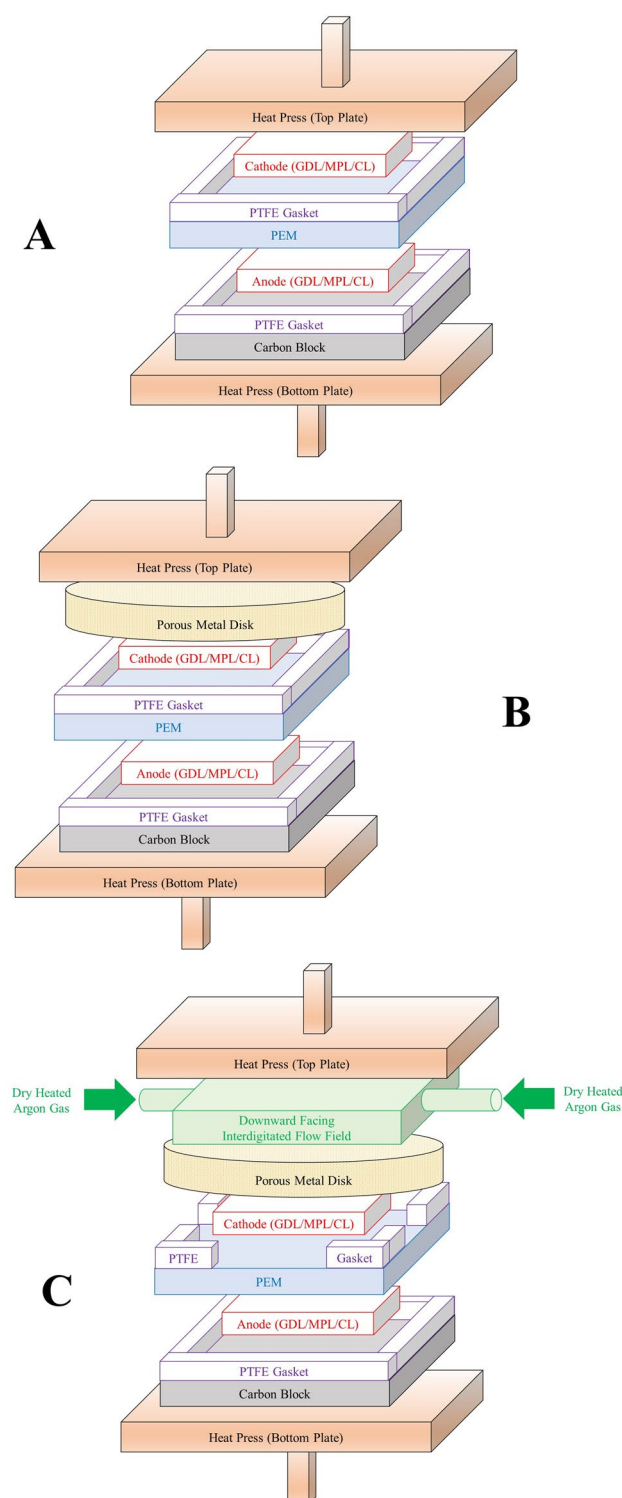 Heat Press (Top Plate)
Cathode (GDL/MPL/CL)
PTFE Gasket
PEM
A
Anode (GDL/MPL/CL)
PTFE Gasket
Carbon Block
Heat Press (Bottom Plate)
Heat Press (Top Plate)
Porous Metal Disk
Cathode (GDL/MPL/CL)
PTFE Gasket
PEM
B
Anode (GDL/MPL/CL)
PTFE Gasket
Carbon Block
Heat Press (Bottom Plate)
Heat Press (Top Plate)
Dry Heated
Argon Gas
Dry Heated
Argon Gas
Downward Facing
Interdigitated Flow Field
Porous Metal Disk
Cathode (GDL/MPL/CL)
PTFE Gasket
PEM
C
Anode (GDL/MPL/CL)
PTFE Gasket
Carbon Block
Heat Press (Bottom Plate)